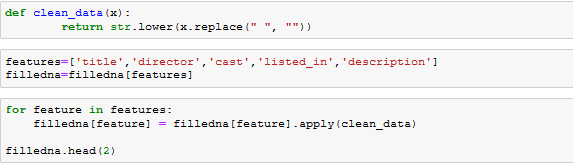 def clean_data(x):
        return str.lower(x.replace(" ", ""))
features=['title','director','cast','listed_in','description']
filledna=filledna[features]
for feature in features:
    filledna[feature] = filledna[feature].apply(clean_data)
filledna.head(2)